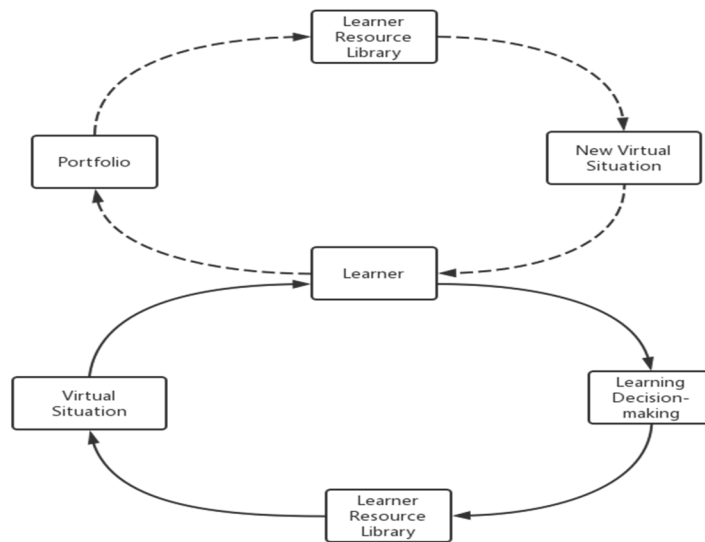 Learner
Resource
Library
Portfolio
New Virtual
Situation
Learner
Virtual
Situation
Learning
Decision-
making
Learner
Resource
Library